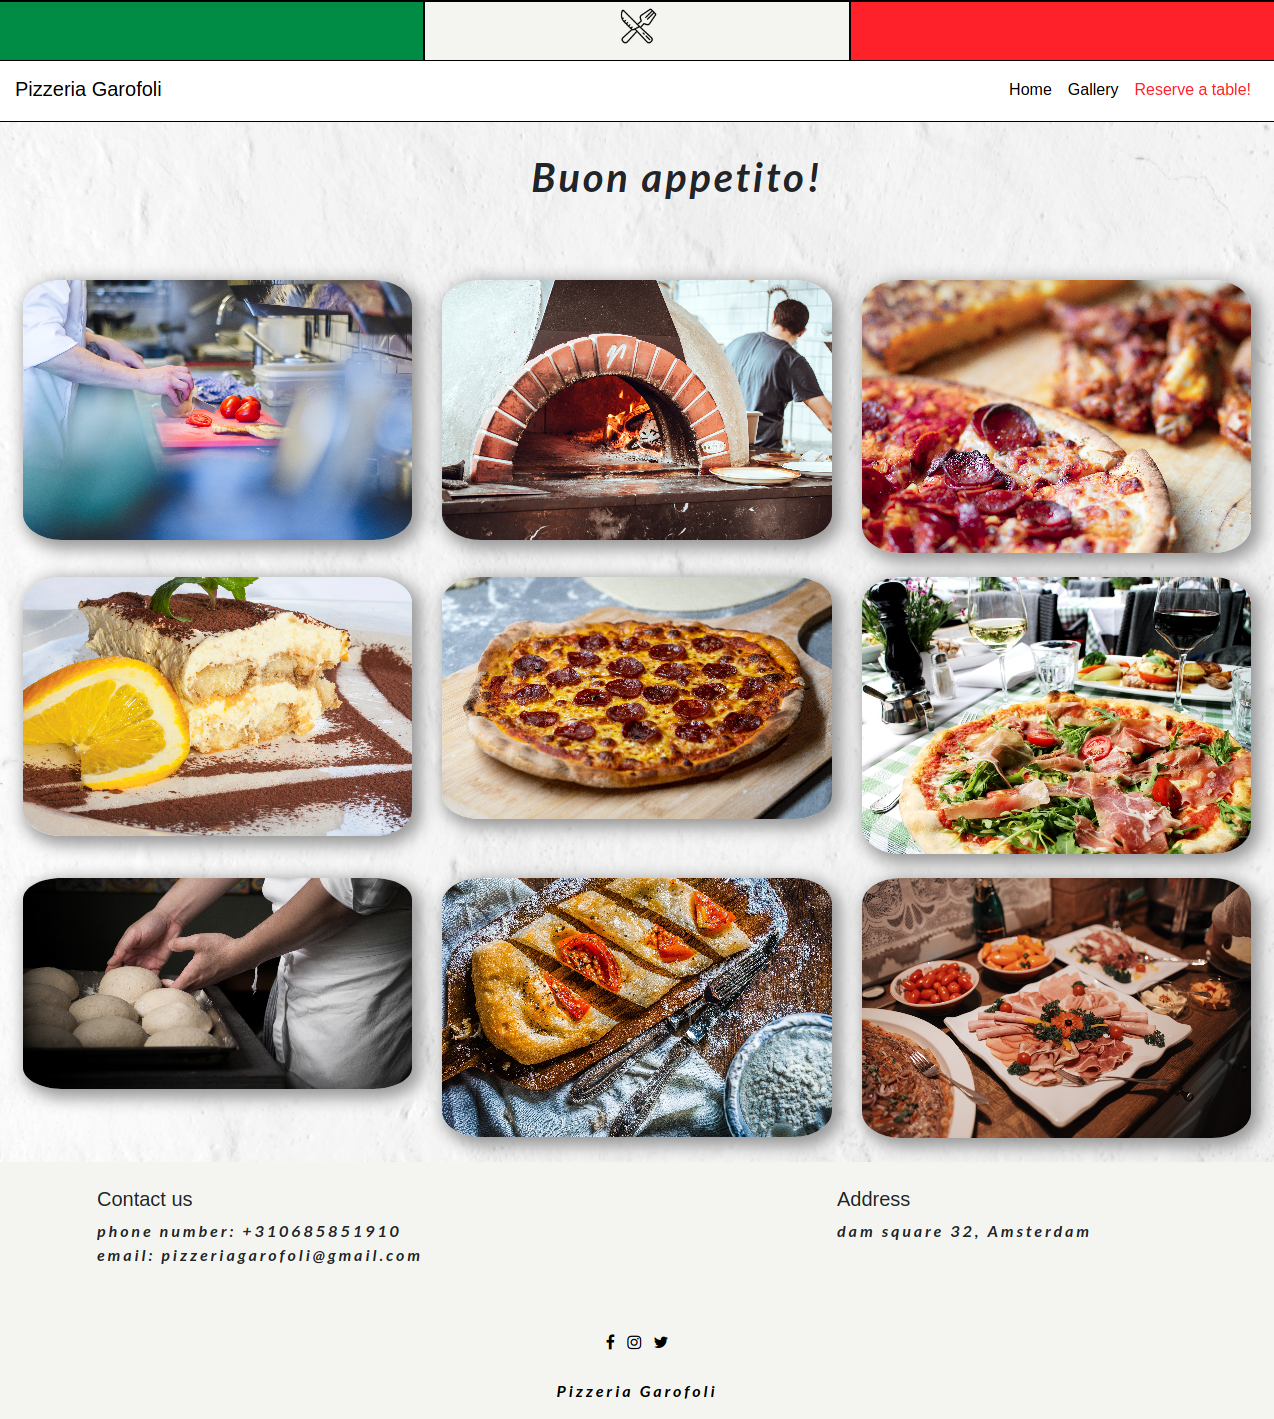 Pizzeria Garofoli
Home Gallery Reserve a table!
Buon appetito!
Contact us
phone number: +310685851910
email: pizzeriagarofoli@gmail.com
Address
dam square 32, Amsterdam
Pizzeria Garofoli